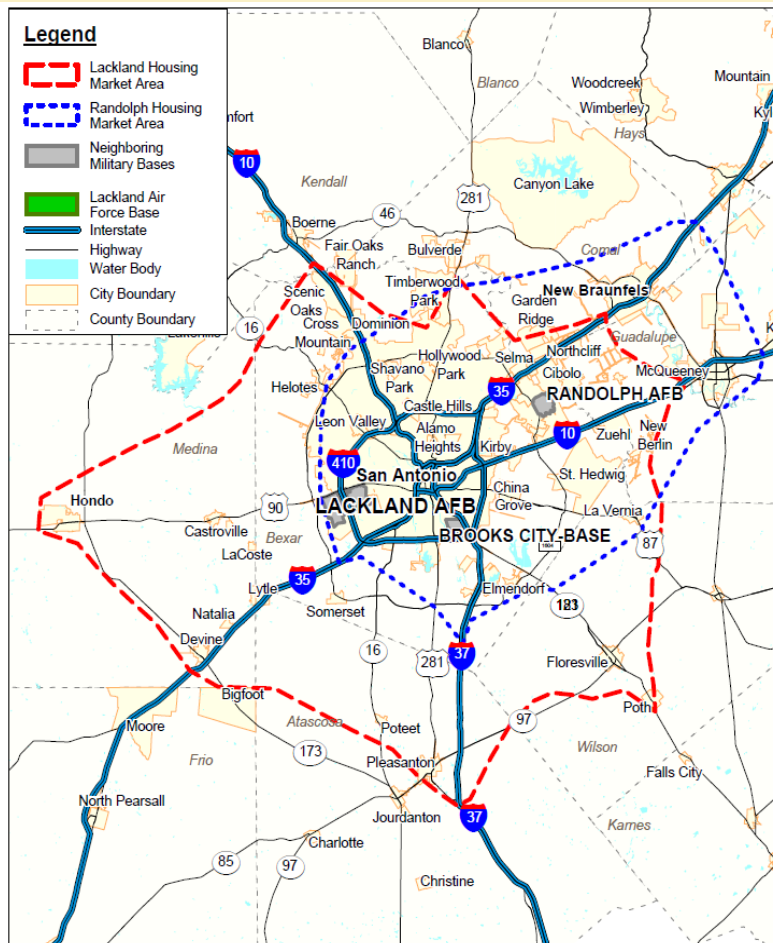 Legend
Lackland Housing
Market Area
Randolph Housing
Market Area
Neighboring
Military Bases
Lackland Air
Force Base
Interstate
Highway
Water Body
City Boundary
County Boundary
Blanco
Blanco
Woodcreek
Wimberley
Mountain
Kyl
Hays
mfort
10
Kendall
Canyon Lake
281
46
Boerne
Comal
Fair Oaks
Ranch
Bulverde
Timberwood
Park
New Braunfels
Scenic
Oaks
Garden
Ridge
16
Cross
Mountain
Dominion
Guadalupe
Hollywood
Park
Selma
Northcliff
Cibolo
McQueeney
Shavano
Park
Helotes
35
RANDOLPH AFB
Castle Hills
Leon Valley
Alamo
Heights
Kirby
10
Zuehl
New
Berlin
Medina
410
San Antonio
St. Hedwig
Hondo
90
LACKLAND AFB
China
Grove
La Vernia
Castroville
Bexar
BROOKS CITY-BASE
87
LaCoste
1604
35
Lytle
Elmendorf
Somerset
Natalia
123
Devine
16
281
37
Floresville
Bigfoot
Poth
Moore
Atascosa
Poteet
97
Wilson
Frio
173
Pleasanton
Falls City
North Pearsall
Jourdanton
37
Karnes
Charlotte
85
97
Christine